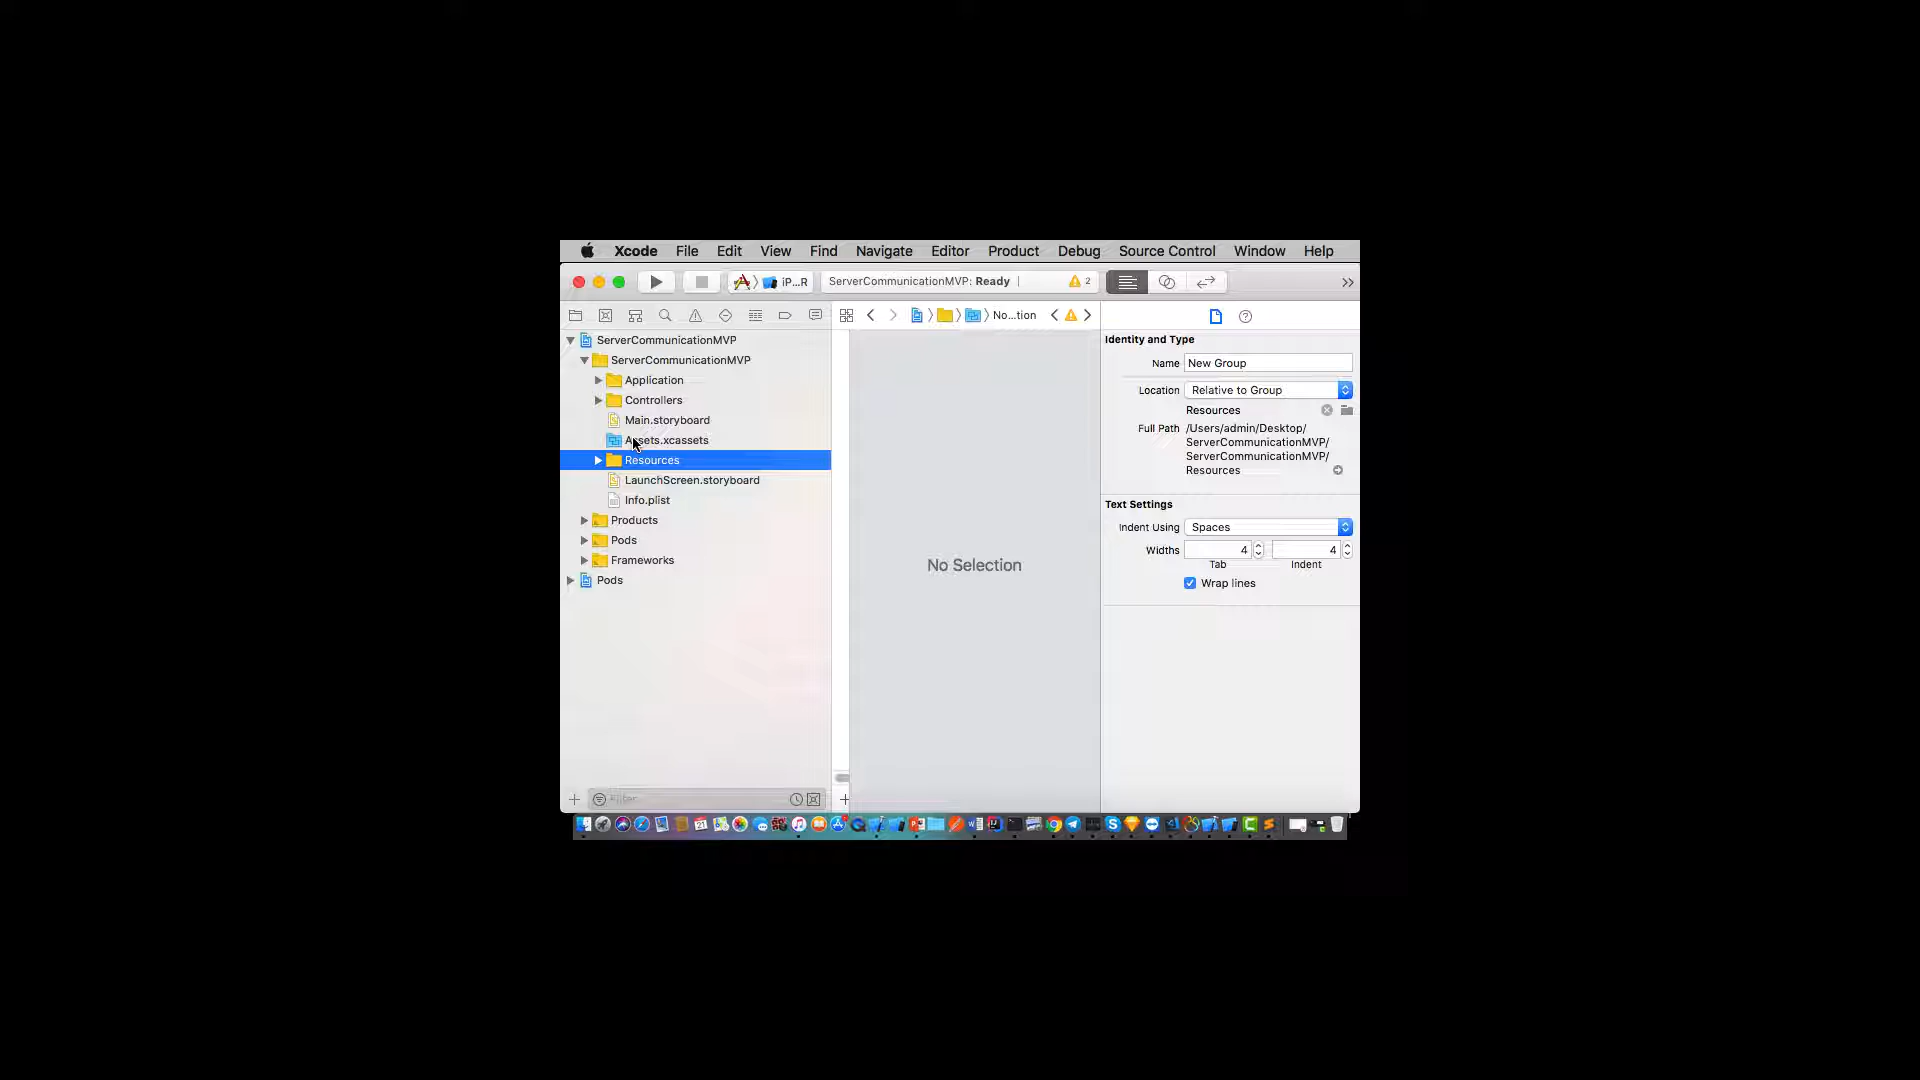 Xcode File Edit View Find Navigate Editor Product Debug Source Control Window Help
iP...R
ServerCommunicationMVP: Ready
2
No...tion
ServerCommunicationMVP
ServerCommunicationMVP
Application
Controllers
Main.storyboard
Assets.xcassets
Resources
LaunchScreen.storyboard
Info.plist
Products
Pods
Frameworks
Pods
Filter
No Selection
Identity and Type
Name New Group
Location Relative to Group
Resources
Full Path /Users/admin/Desktop/
ServerCommunicationMVP/
ServerCommunicationMVP/
Resources
Text Settings
Indent Using Spaces
Widths 4 4
Tab Indent
Wrap lines